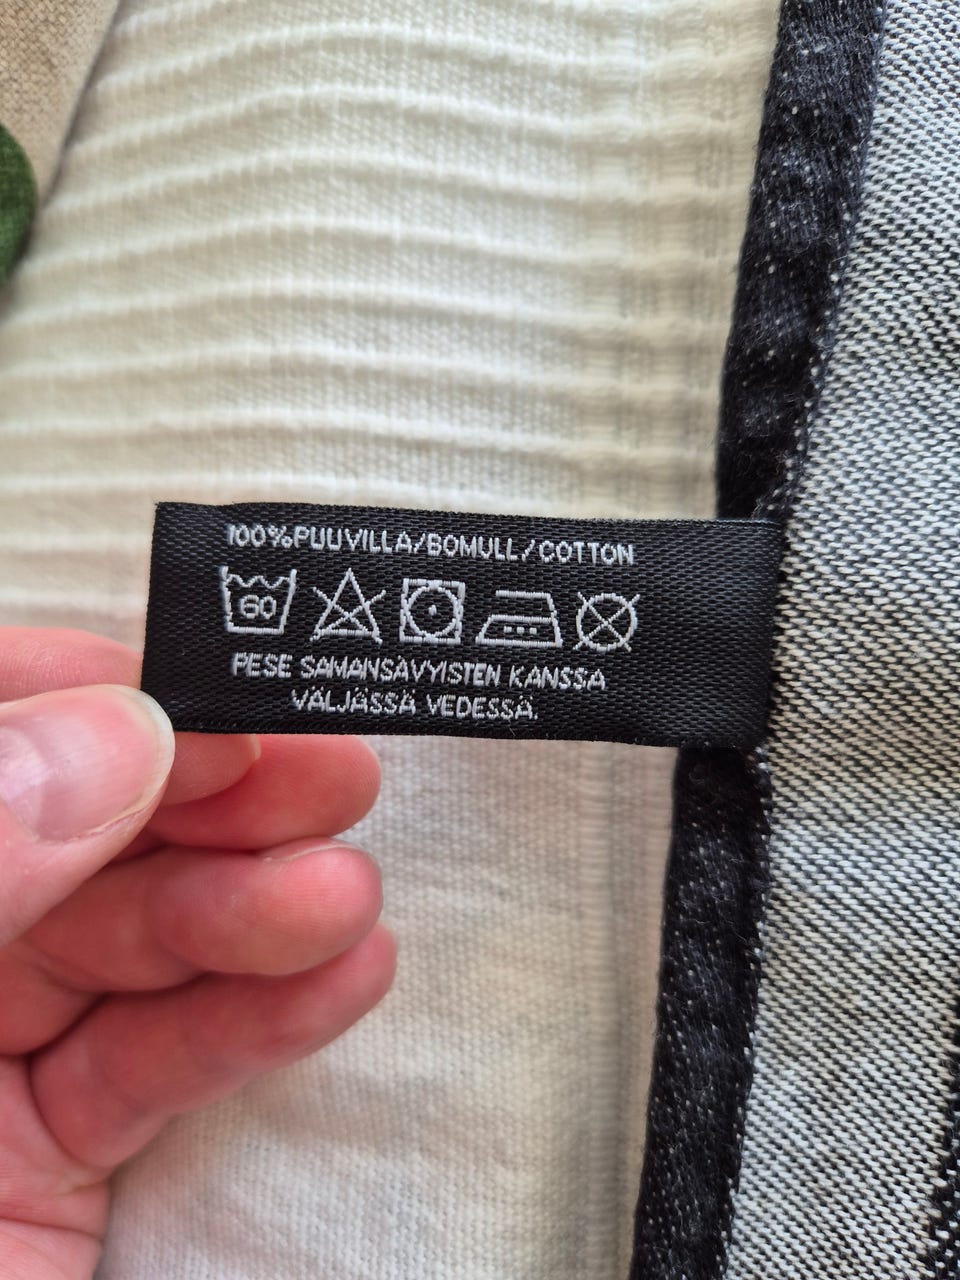 100%PUUVILLA/BOMULL/COTTON
60
PESE SAMANSÄVYISTEN KANSSA
VÄLJÄSSÄ VEDESSÄ.